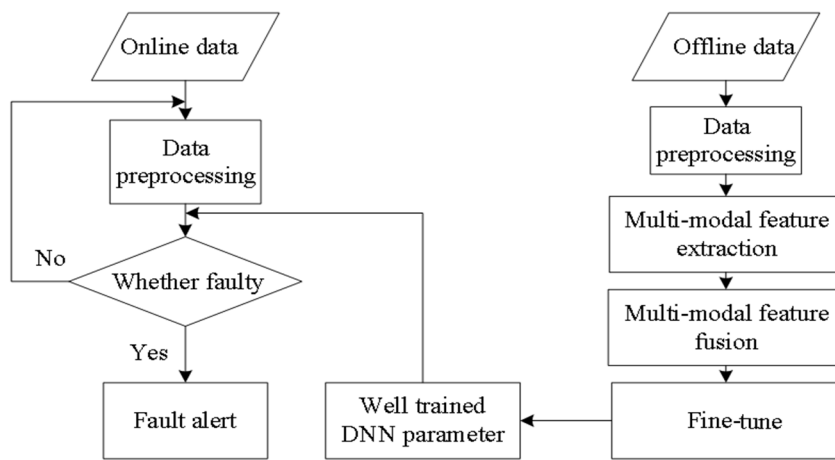 Online data
Data
preprocessing
No
Whether faulty
Yes
Fault alert
Offline data
Data
preprocessing
Multi-modal feature
extraction
Multi-modal feature
fusion
Fine-tune
Well trained
DNN parameter